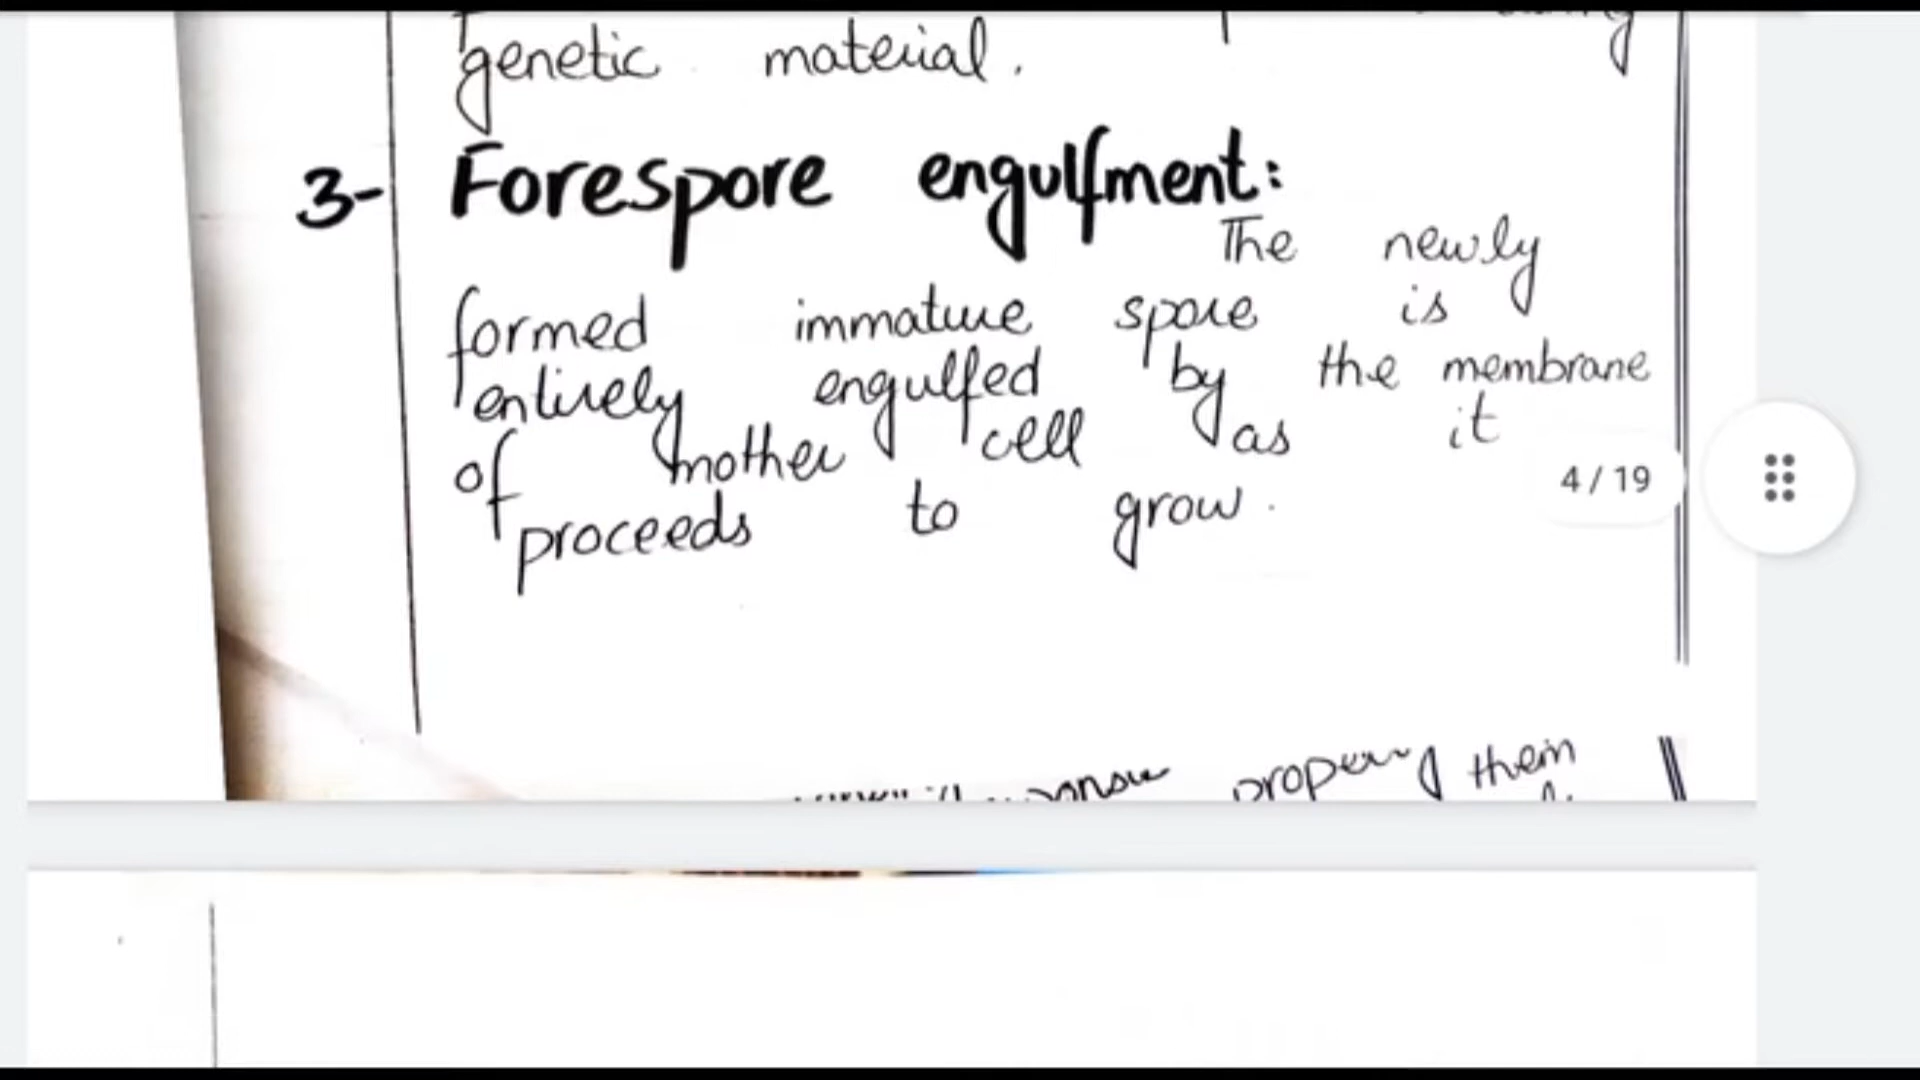 genetic material.
3- Forespore engulfment:
The newly
formed immature spore is
entirely engulfed by the membrane
of mother cell as it
proceeds to grow.
4 / 19
them